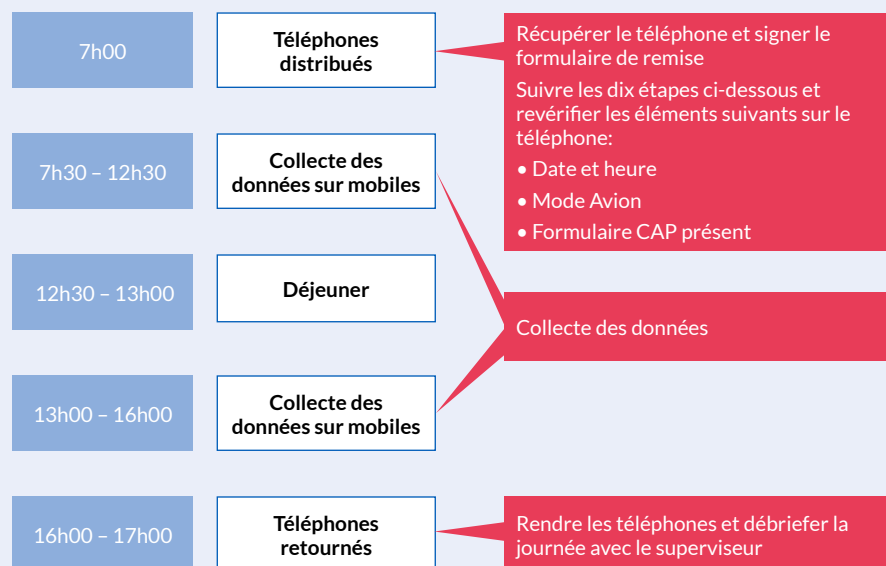 7h00
Téléphones
distribués
Récupérer le téléphone et signer le
formulaire de remise
Suivre les dix étapes ci-dessous et
revérifier les éléments suivants sur le
téléphone:
• Date et heure
• Mode Avion
• Formulaire CAP présent
7h30 – 12h30
Collecte des
données sur mobiles
12h30 – 13h00
Déjeuner
Collecte des données
13h00 – 16h00
Collecte des
données sur mobiles
16h00 – 17h00
Téléphones
retournés
Rendre les téléphones et débriefer la
journée avec le superviseur